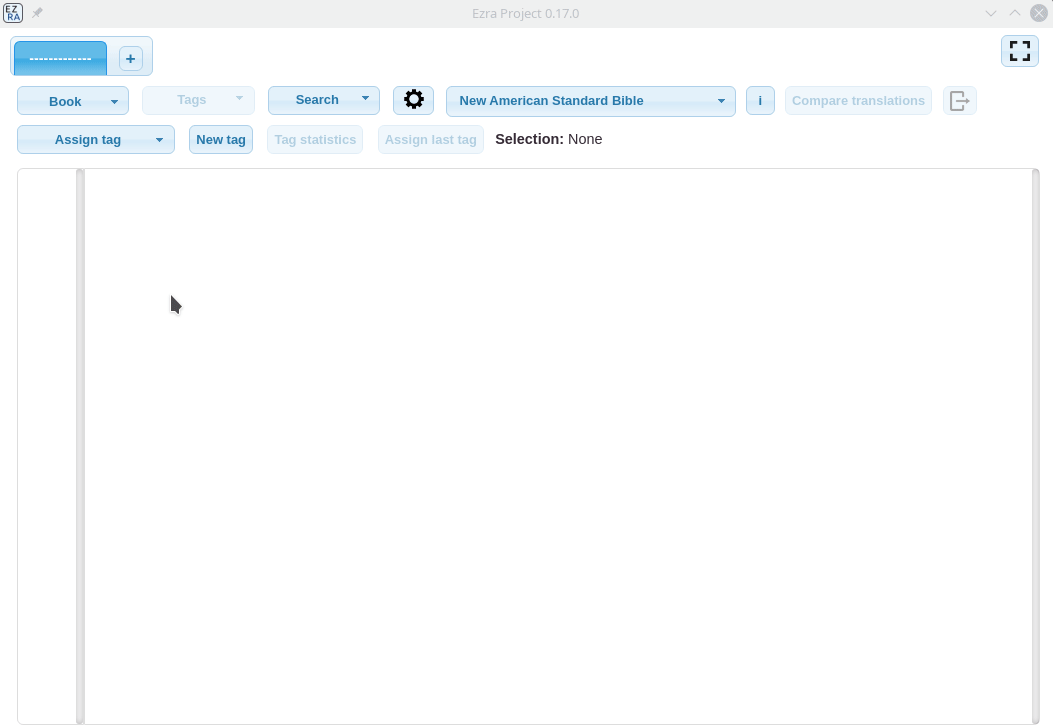 EZ
RA
Ezra Project 0.17.0
------------- +
Book Tags Search New American Standard Bible i Compare translations
Assign tag New tag Tag statistics Assign last tag Selection: None